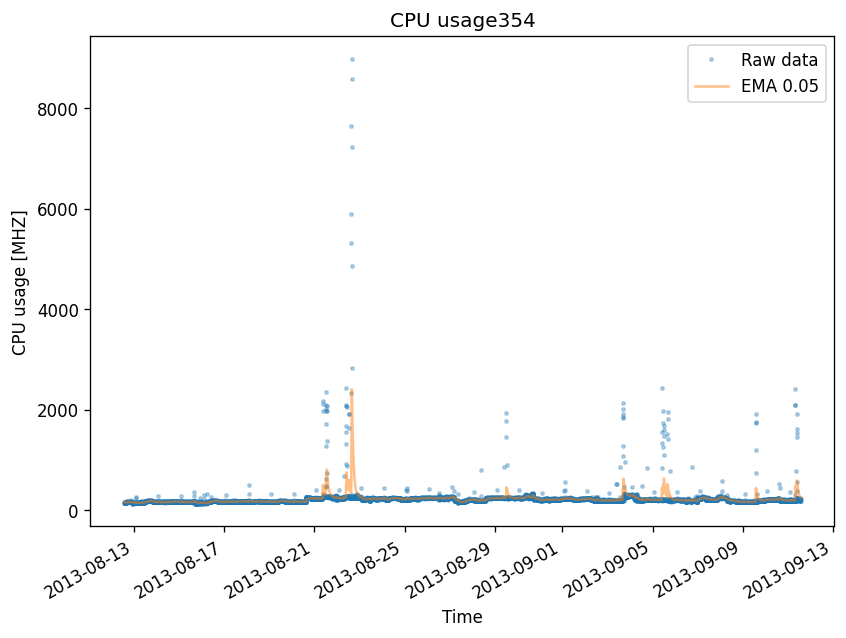 CPU usage354
Raw data
EMA 0.05
8000
6000
4000
2000
0
CPU usage [MHZ]
2013-08-13
2013-08-17
2013-08-21
2013-08-25
2013-08-29
2013-09-01
2013-09-05
2013-09-09
2013-09-13
Time